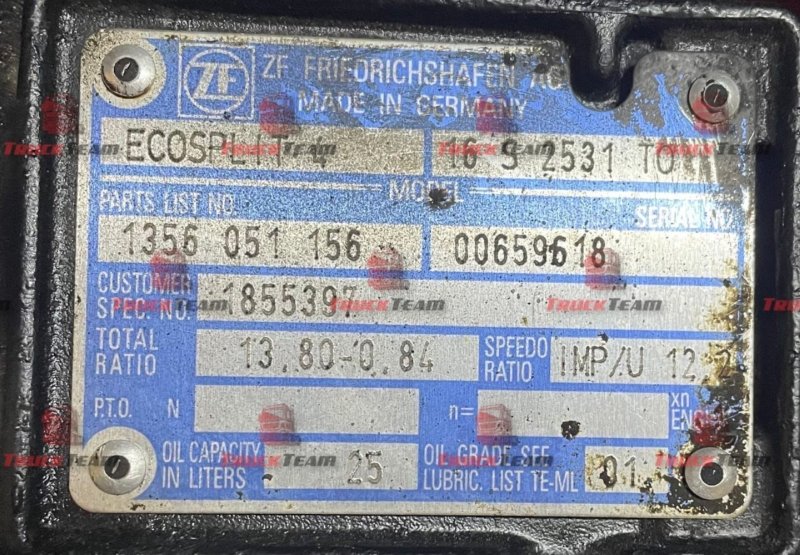 ZF FRIEDRICHSHAFEN AG
MADE IN GERMANY
ECOSPLIT 4 16 S 2531 TO
MODEL
PARTS LIST NO. SERIAL NO.
1356 051 156 00659618
CUSTOMER SPEC. NO. 1855397
TOTAL RATIO 13.80-0.84 SPEEDO RATIO IMP/U 12,
P.T.O. N n= xn
OIL CAPACITY IN LITERS 25 OIL GRADE SEE LUBRIC. LIST TE-ML 01
TRUCKTEAM